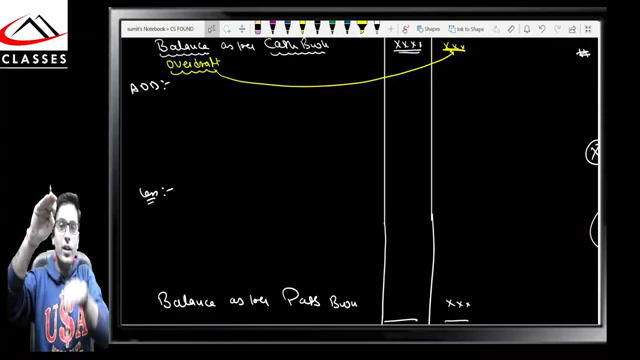 sumit's Notebook » CS FOUND
Shapes
Ink to Shape
CLASSES
Balance as per Cash Book xxxx xxx
Overdraft
ADD:-
Less:-
Balance as per Pass Book xxx
USA